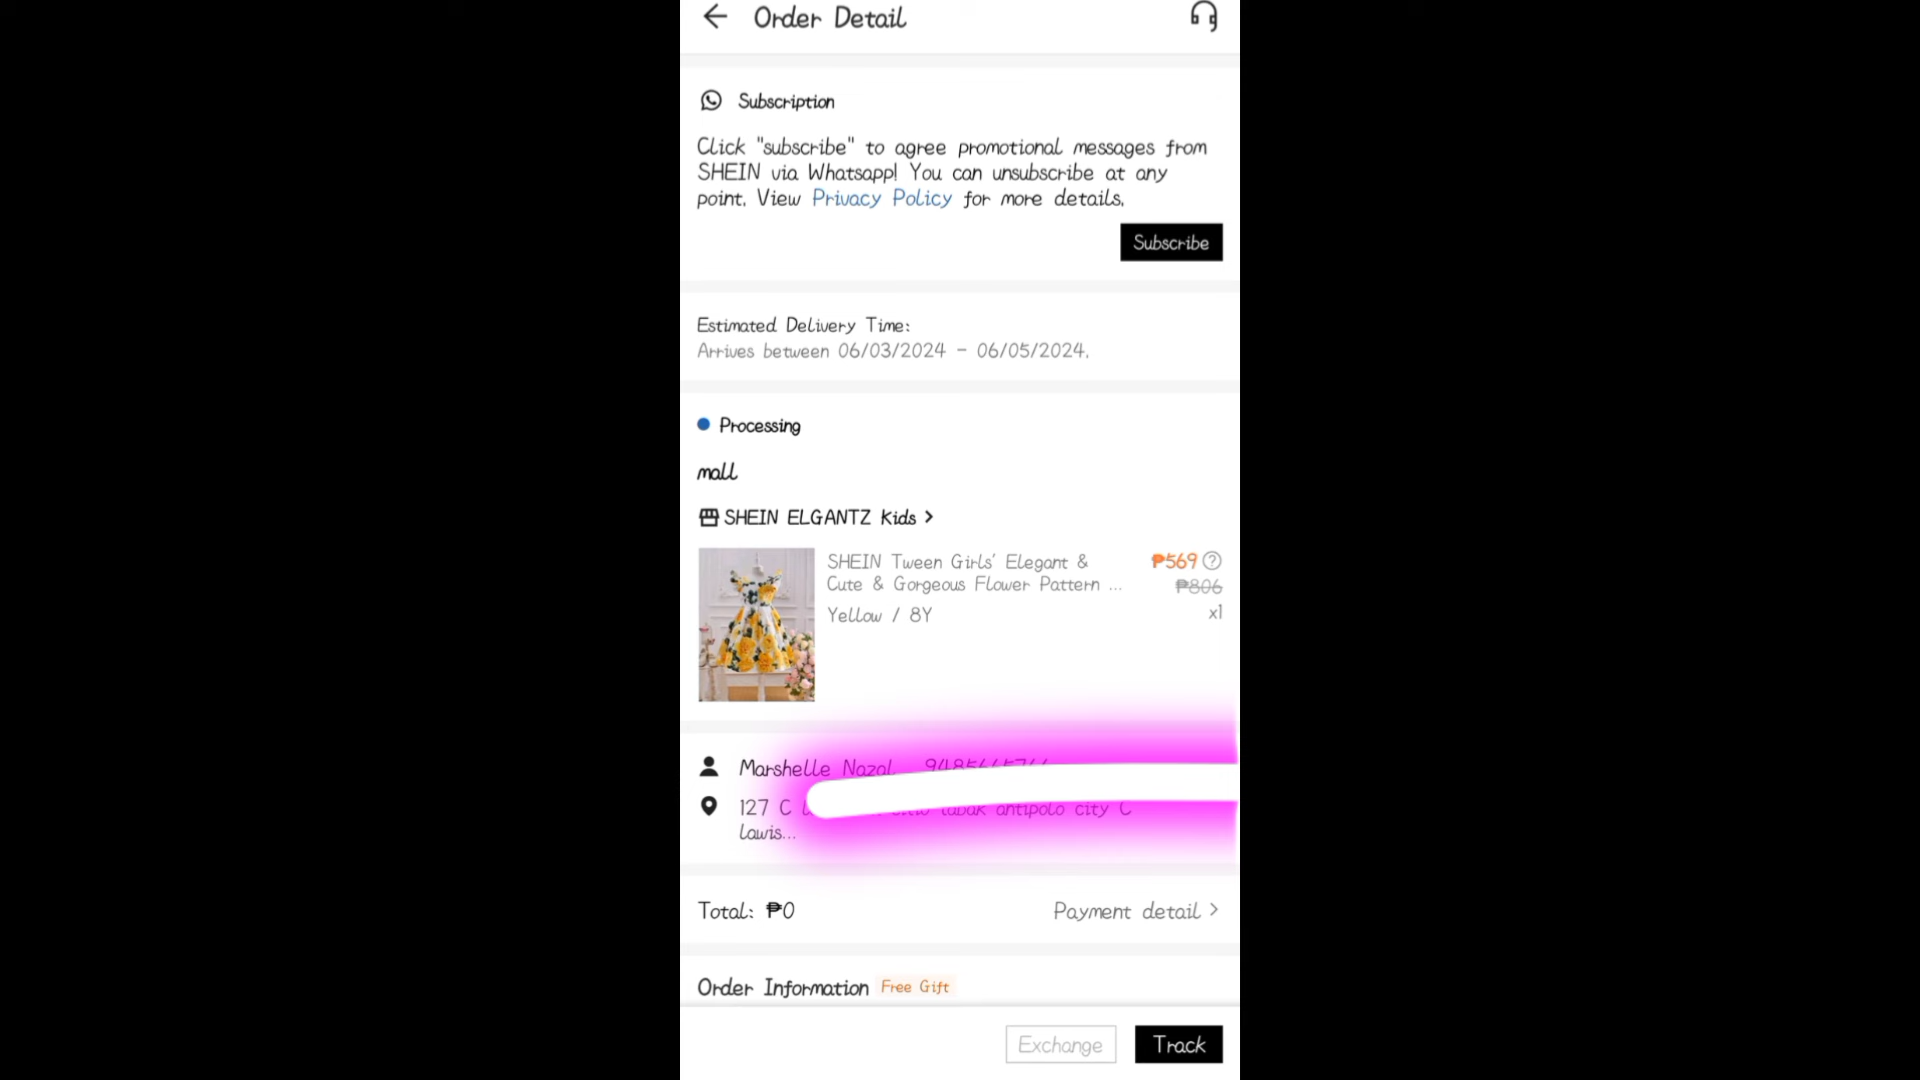 Order Detail
Subscription
Click "subscribe" to agree promotional messages from
SHEIN via Whatsapp! You can unsubscribe at any
point. View Privacy Policy for more details.
Subscribe
Estimated Delivery Time:
Arrives between 06/03/2024 - 06/05/2024.
Processing
mall
SHEIN ELGANTZ Kids >
SHEIN Tween Girls' Elegant &
Cute & Gorgeous Flower Pattern ...
Yellow / 8Y
₱569
₱806
x1
Marshelle Nazal
127 C antipolo city C
lawis...
Total: ₱0
Payment detail >
Order Information Free Gift
Exchange
Track